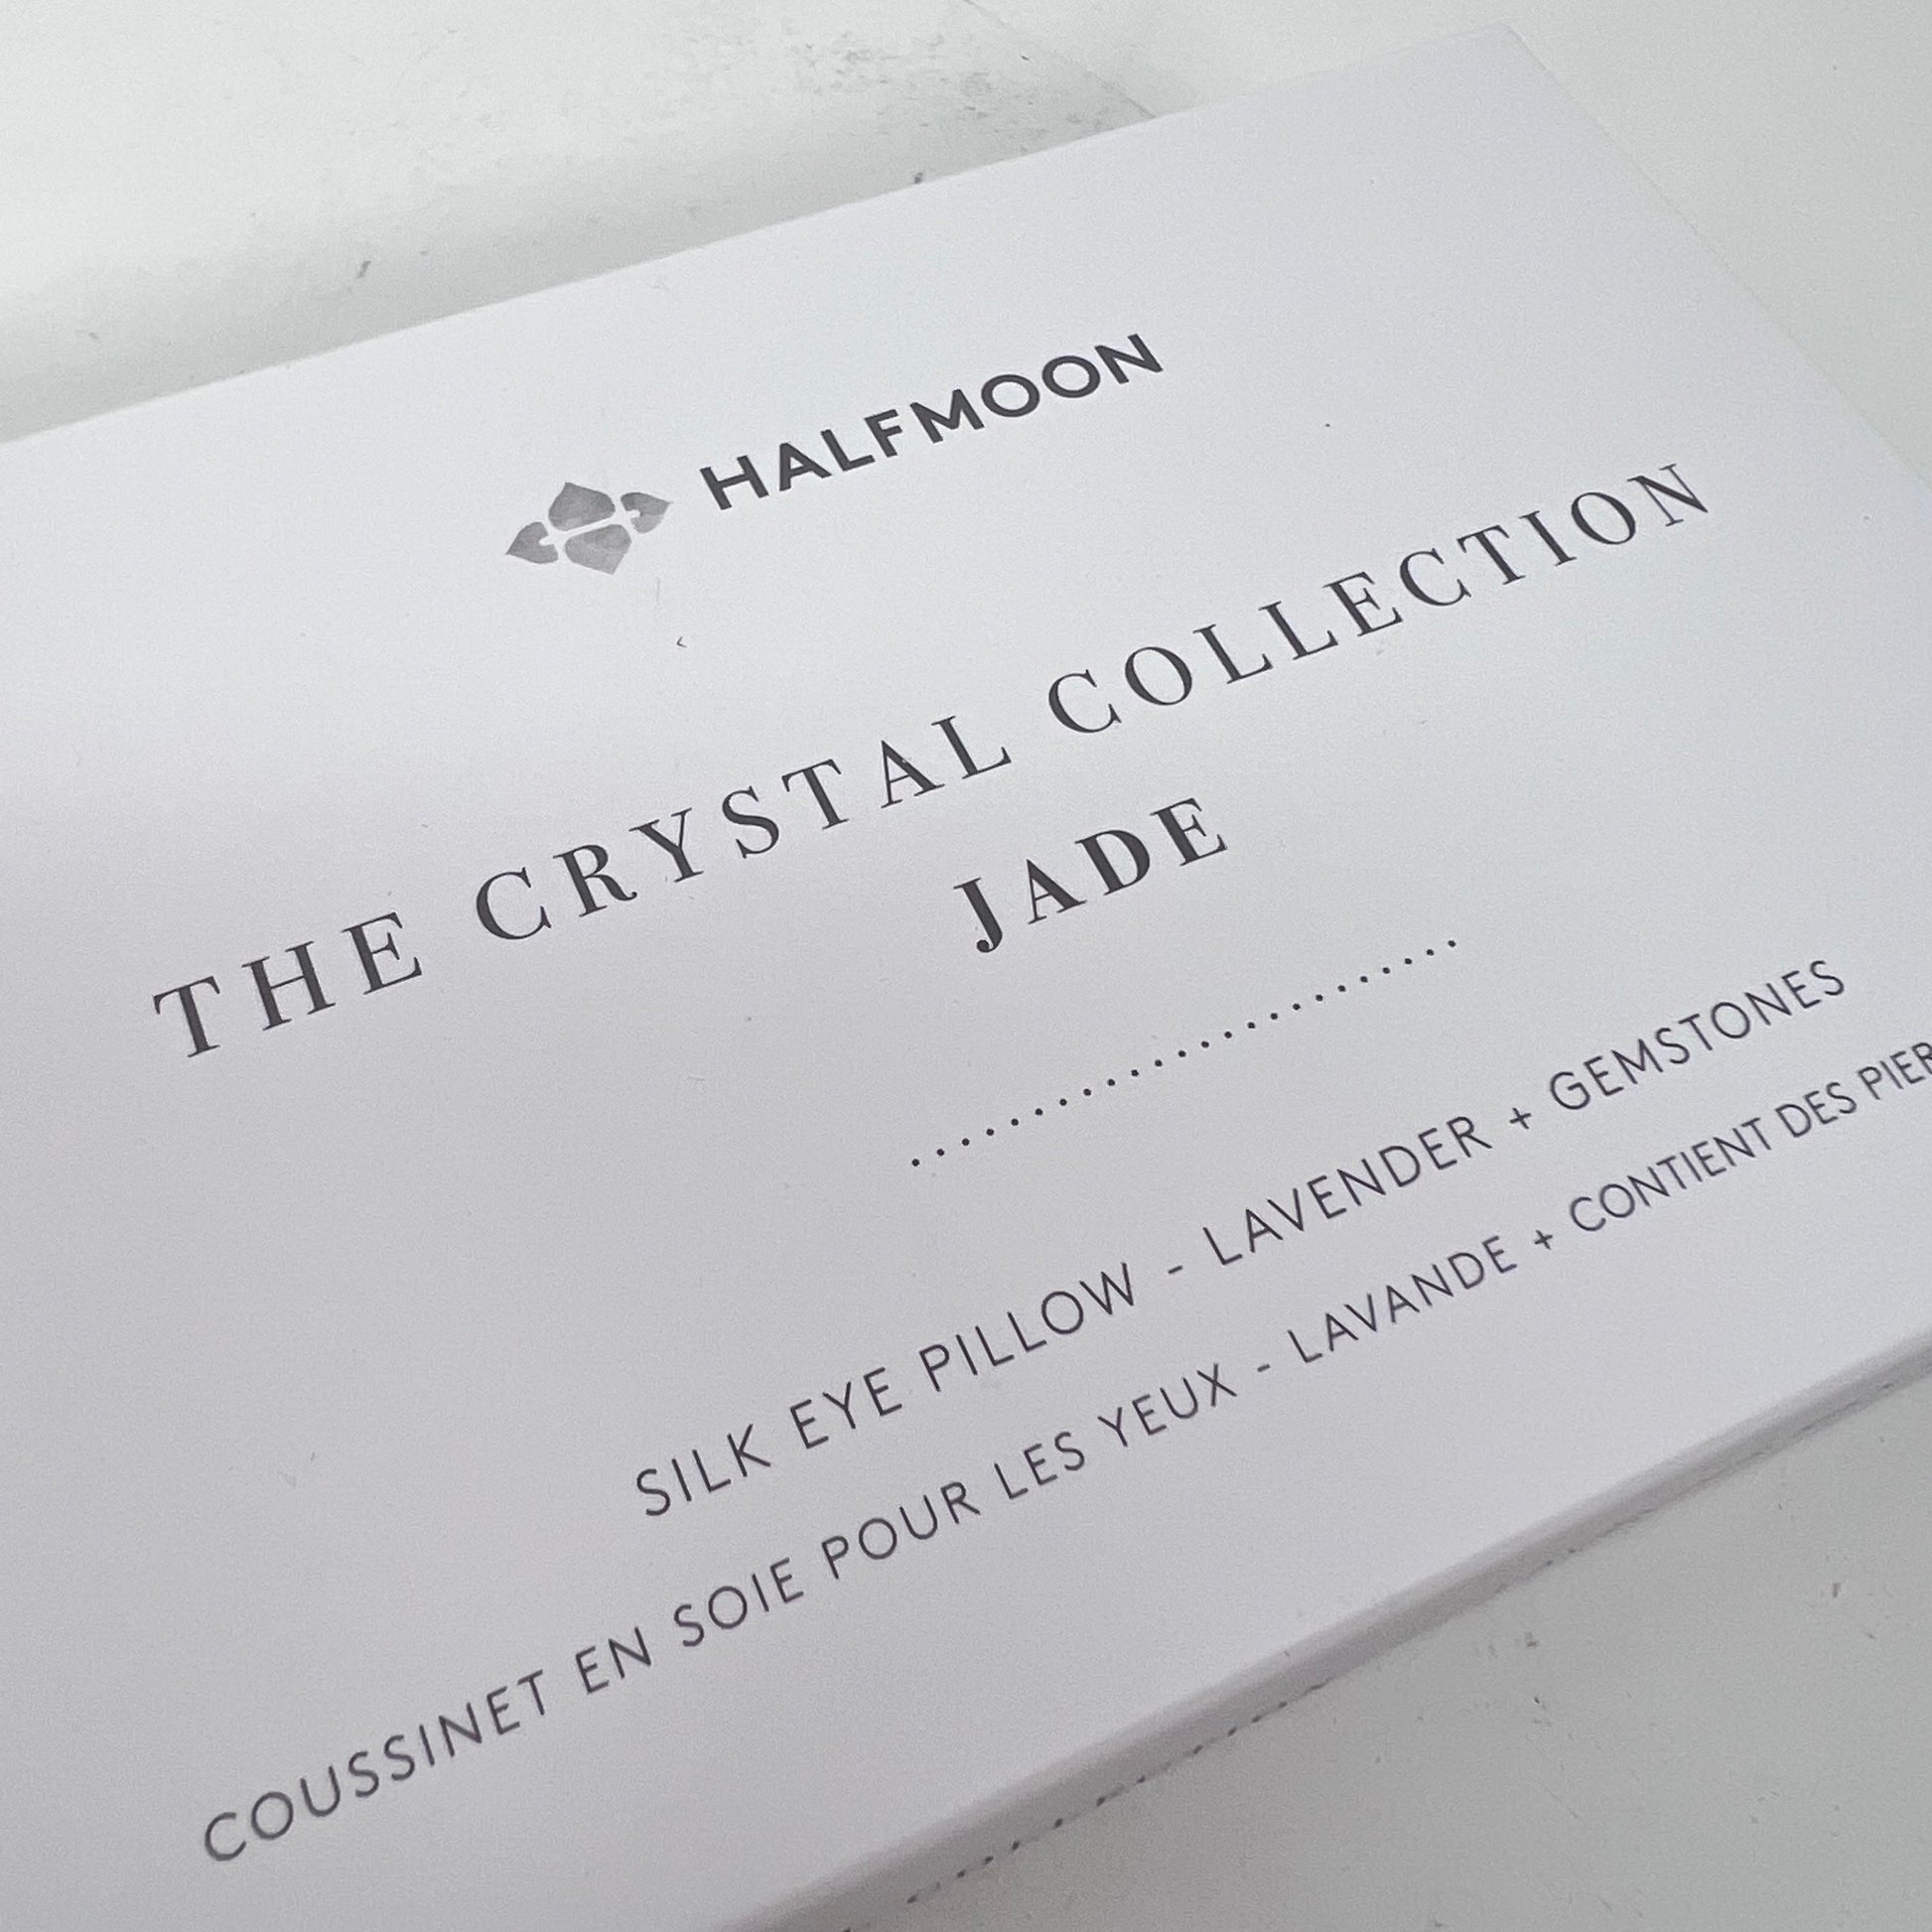 HALFMOON
THE CRYSTAL COLLECTION
JADE
SILK EYE PILLOW - LAVENDER + GEMSTONES
COUSSINET EN SOIE POUR LES YEUX - LAVANDE + CONTIENT DES